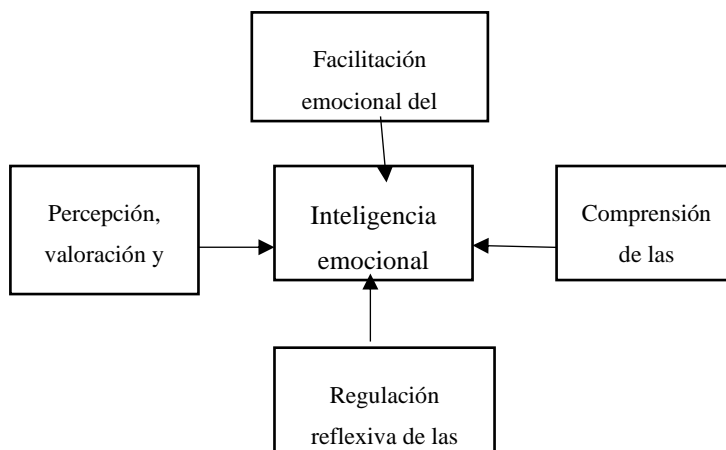 Facilitación
emocional del
Percepción,
valoración y
Inteligencia
emocional
Comprensión
de las
Regulación
reflexiva de las